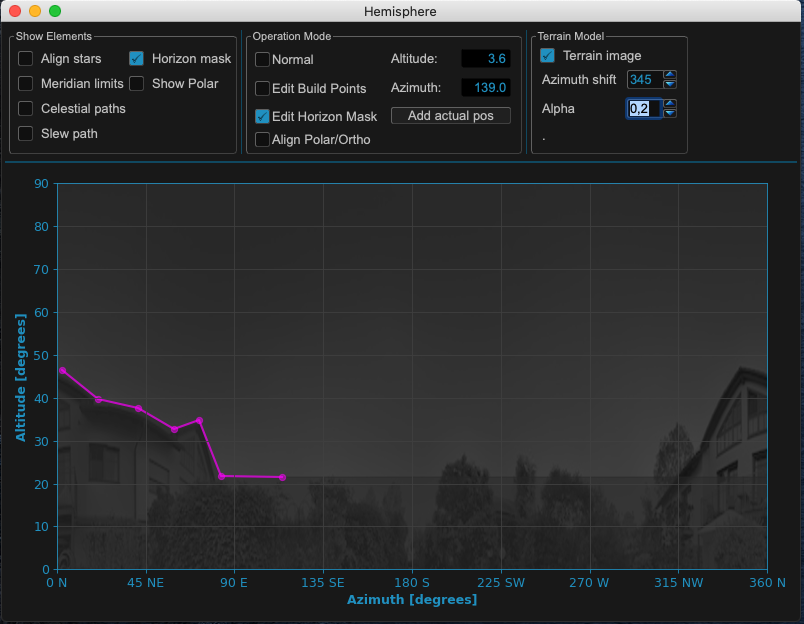 Hemisphere
Show Elements
Align stars
Horizon mask
Meridian limits
Show Polar
Celestial paths
Slew path
Operation Mode
Normal
Altitude: 3.6
Edit Build Points
Azimuth: 139.0
Edit Horizon Mask
Add actual pos
Align Polar/Ortho
Terrain Model
Terrain image
Azimuth shift 345
Alpha 0,2
.
Altitude [degrees]
90
80
70
60
50
40
30
20
10
0
0 N 45 NE 90 E 135 SE 180 S 225 SW 270 W 315 NW 360 N
Azimuth [degrees]